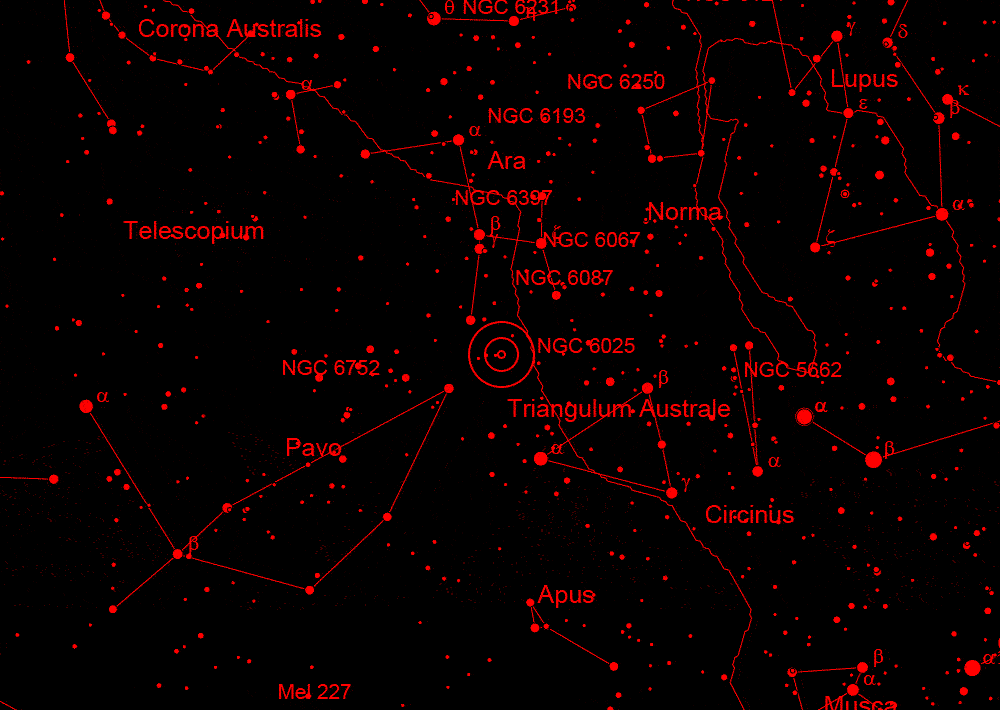 θ NGC 6231
η
δ
Corona Australis
γ
δ
α
NGC 6250
Lupus
κ
ε
β
NGC 6193
α
Ara
NGC 6397
Norma
α
Telescopium
β
ζ
NGC 6067
γ
ζ
NGC 6087
NGC 6025
NGC 6752
NGC 5662
β
α
Triangulum Australe
α
Pavo
α
β
α
γ
Circinus
β
Apus
β
α
α
Mel 227
Musca